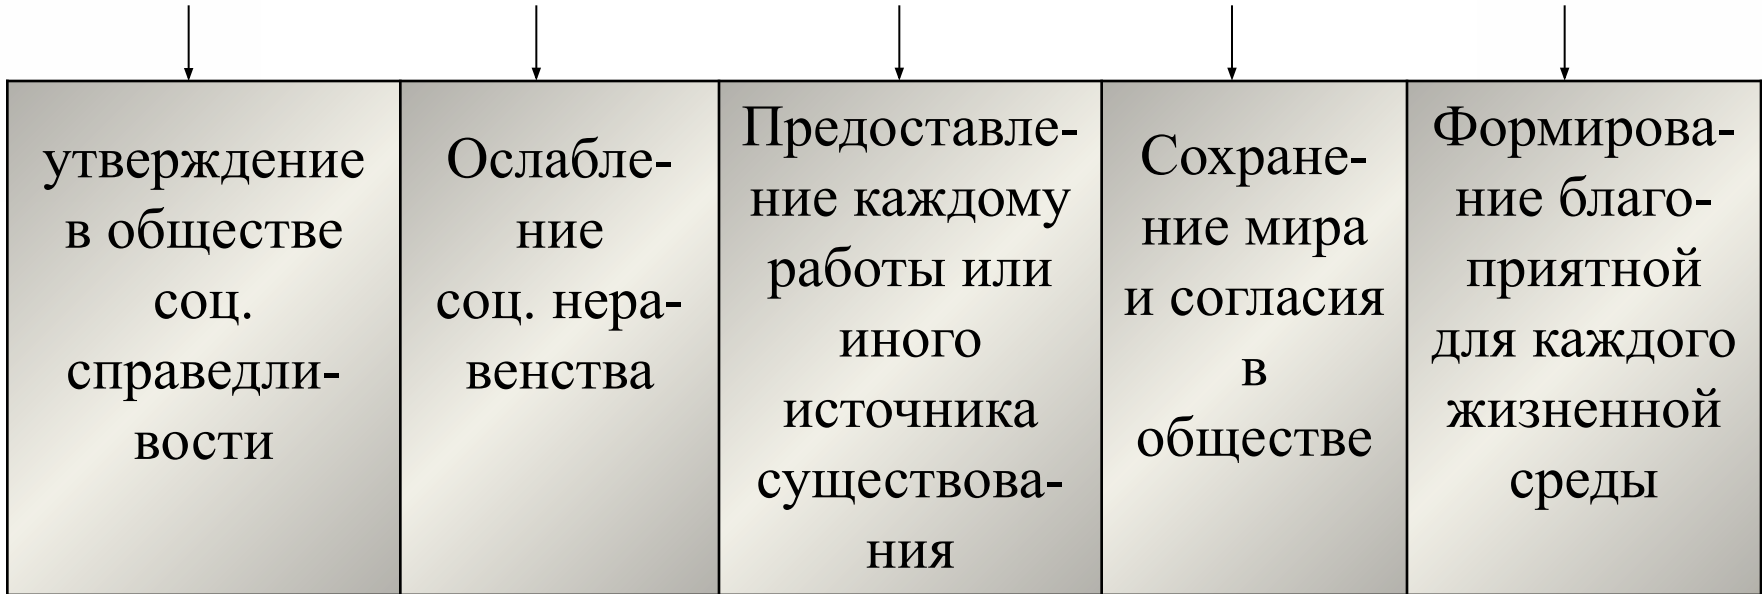 утверждение
в обществе
соц.
справедли-
вости
Ослабле-
ние
соц. нера-
венства
Предоставле-
ние каждому
работы или
иного
источника
существова-
ния
Сохране-
ние мира
и согласия
в
обществе
Формирова-
ние благо-
приятной
для каждого
жизненной
среды